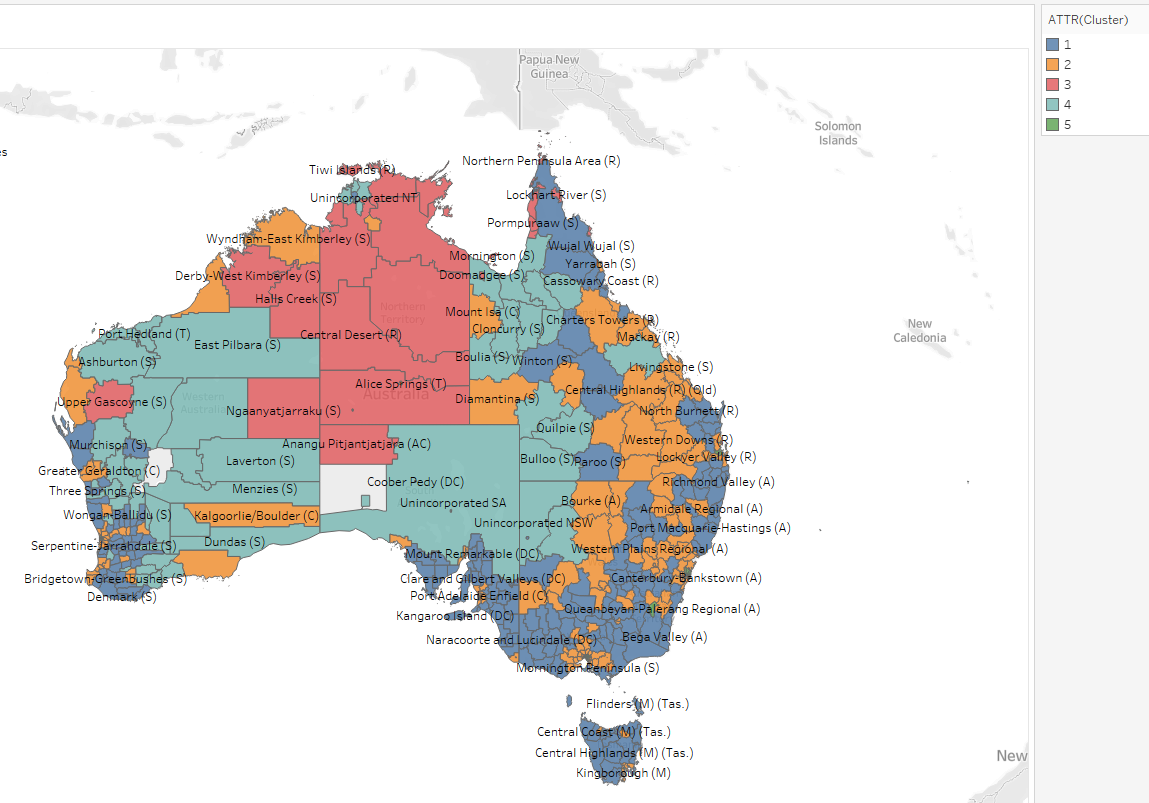 ATTR(Cluster)
1
2
3
4
5
Papua New
Guinea
Solomon
Islands
es
Northern Peninsula Area (R)
Tiwi Islands (R)
Lockhart River (S)
Unincorporated NT
Pormpuraaw (S)
Wyndham-East Kimberley (S)
Wujal Wujal (S)
Mornington (S)
Yarrabah (S)
Derby-West Kimberley (S)
Doomadgee (S)
Cassowary Coast (R)
Halls Creek (S)
Northern
Territory
Mount Isa (C)
Charters Towers (R)
New
Caledonia
Port Hedland (T)
Central Desert (R)
Cloncurry (S)
Mackay (R)
East Pilbara (S)
Ashburton (S)
Boulia (S)
Winton (S)
Livingstone (S)
Alice Springs (T)
Australia
Central Highlands (R) (Qld)
Western
Australia
Upper Gascoyne (S)
Ngaanyatjarraku (S)
Diamantina (S)
North Burnett (R)
Quilpie (S)
Murchison (S)
Anangu Pitjantjatjara (AC)
Western Downs (R)
Laverton (S)
Bulloo (S)
Paroo (S)
Lockyer Valley (R)
Greater Geraldton (C)
Coober Pedy (DC)
Richmond Valley (A)
Three Springs (S)
Menzies (S)
Unincorporated SA
Bourke (A)
Armidale Regional (A)
Wongan-Ballidu (S)
Kalgoorlie/Boulder (C)
Unincorporated NSW
Port Macquarie-Hastings (A)
Serpentine-Jarrahdale (S)
Dundas (S)
Mount Remarkable (DC)
Western Plains Regional (A)
Bridgetown-Greenbushes (S)
Clare and Gilbert Valleys (DC)
Canterbury-Bankstown (A)
Denmark (S)
Port Adelaide Enfield (C)
Kangaroo Island (DC)
Queanbeyan-Palerang Regional (A)
Naracoorte and Lucindale (DC)
Bega Valley (A)
Mornington Peninsula (S)
Flinders (M) (Tas.)
Central Coast (M) (Tas.)
Central Highlands (M) (Tas.)
Kingborough (M)
New